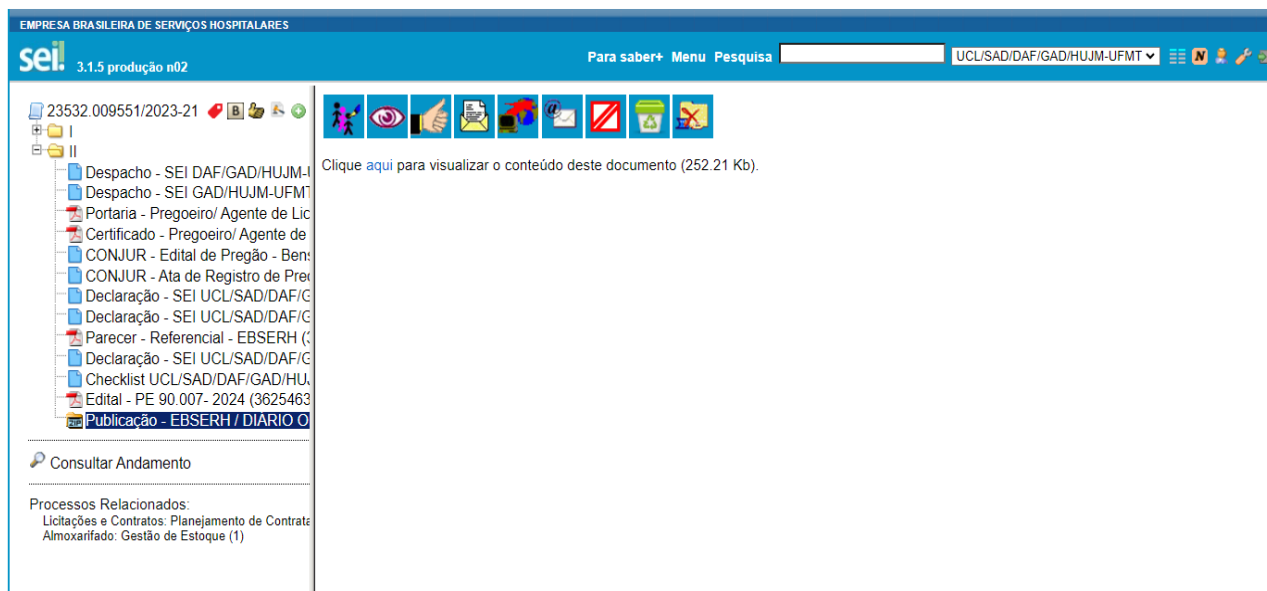 EMPRESA BRASILEIRA DE SERVIÇOS HOSPITALARES
sei! 3.1.5 produção n02
Para saber+ Menu Pesquisa UCL/SAD/DAF/GAD/HUJM-UFMT
23532.009551/2023-21 B
I
II
Despacho - SEI DAF/GAD/HUJM-
Despacho - SEI GAD/HUJM-UFMT
Portaria - Pregoeiro/ Agente de Lic
Certificado - Pregoeiro/ Agente de
CONJUR - Edital de Pregão - Bens
CONJUR - Ata de Registro de Pre
Declaração - SEI UCL/SAD/DAF/G
Declaração - SEI UCL/SAD/DAF/G
Parecer - Referencial - EBSERH (
Declaração - SEI UCL/SAD/DAF/G
Checklist UCL/SAD/DAF/GAD/HU
Edital - PE 90.007- 2024 (3625463
ZIP Publicação - EBSERH / DIÁRIO O
Consultar Andamento
Processos Relacionados:
Licitações e Contratos: Planejamento de Contrata
Almoxarifado: Gestão de Estoque (1)
Clique aqui para visualizar o conteúdo deste documento (252.21 Kb).